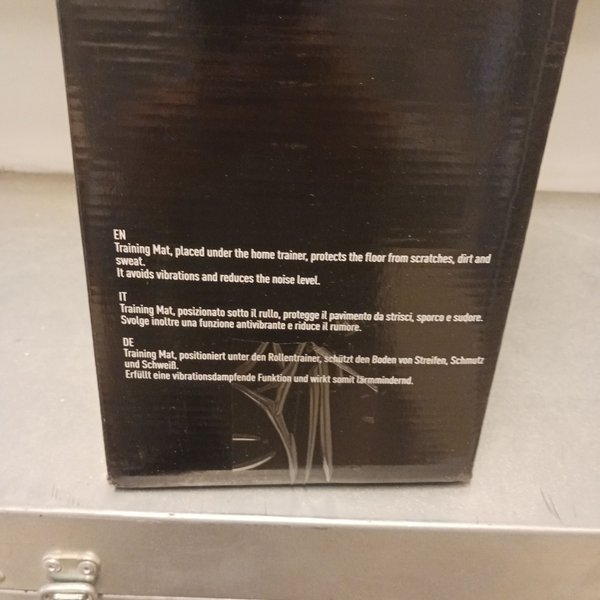 EN
Training Mat, placed under the home trainer, protects the floor from scratches, dirt and
sweat.
It avoids vibrations and reduces the noise level.
IT
Training Mat, posizionato sotto il rullo, protegge il pavimento da strisci, sporco e sudore.
Svolge inoltre una funzione antivibrante e riduce il rumore.
DE
Training Mat, positioniert unter den Rollentrainer, schützt den Boden von Streifen, Schmutz
und Schweiß.
Erfüllt eine vibrationsdampfende Funktion und wirkt somit lärmmindernd.